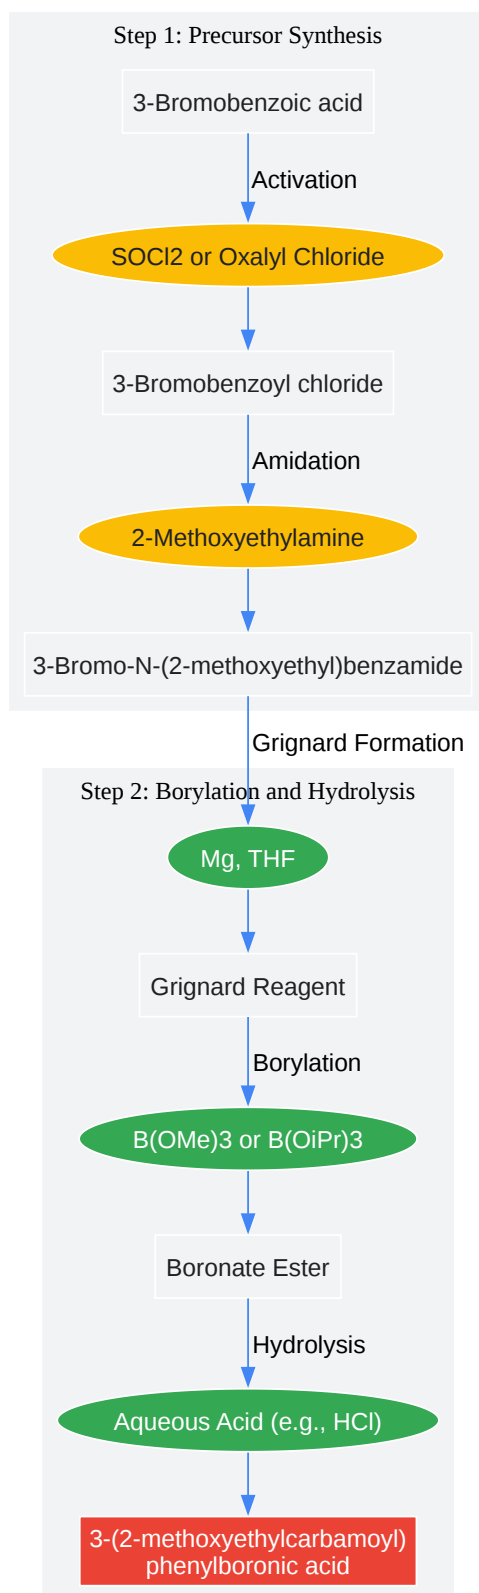 Step 1: Precursor Synthesis
3-Bromobenzoic acid
Activation
SOCl2 or Oxalyl Chloride
3-Bromobenzoyl chloride
Amidation
2-Methoxyethylamine
3-Bromo-N-(2-methoxyethyl)benzamide
Grignard Formation
Step 2: Borylation and Hydrolysis
Mg, THF
Grignard Reagent
Borylation
B(OMe)3 or B(OiPr)3
Boronate Ester
Hydrolysis
Aqueous Acid (e.g., HCl)
3-(2-methoxyethylcarbamoyl)
phenylboronic acid